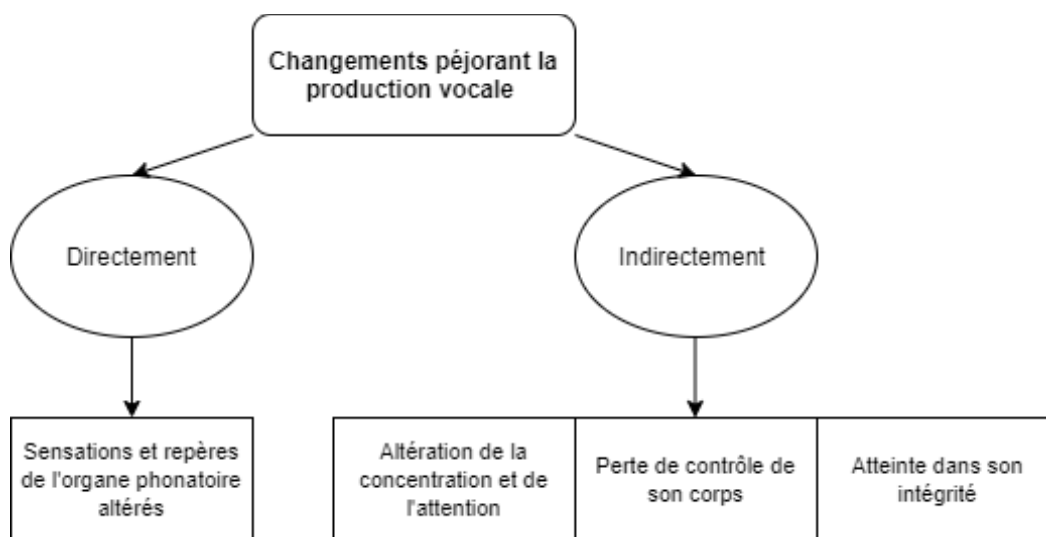 Changements péjorant la
production vocale
Directement
Indirectement
Sensations et repères
de l'organe phonatoire
altérés
Altération de la
concentration et de
l'attention
Perte de contrôle de
son corps
Atteinte dans son
intégrité